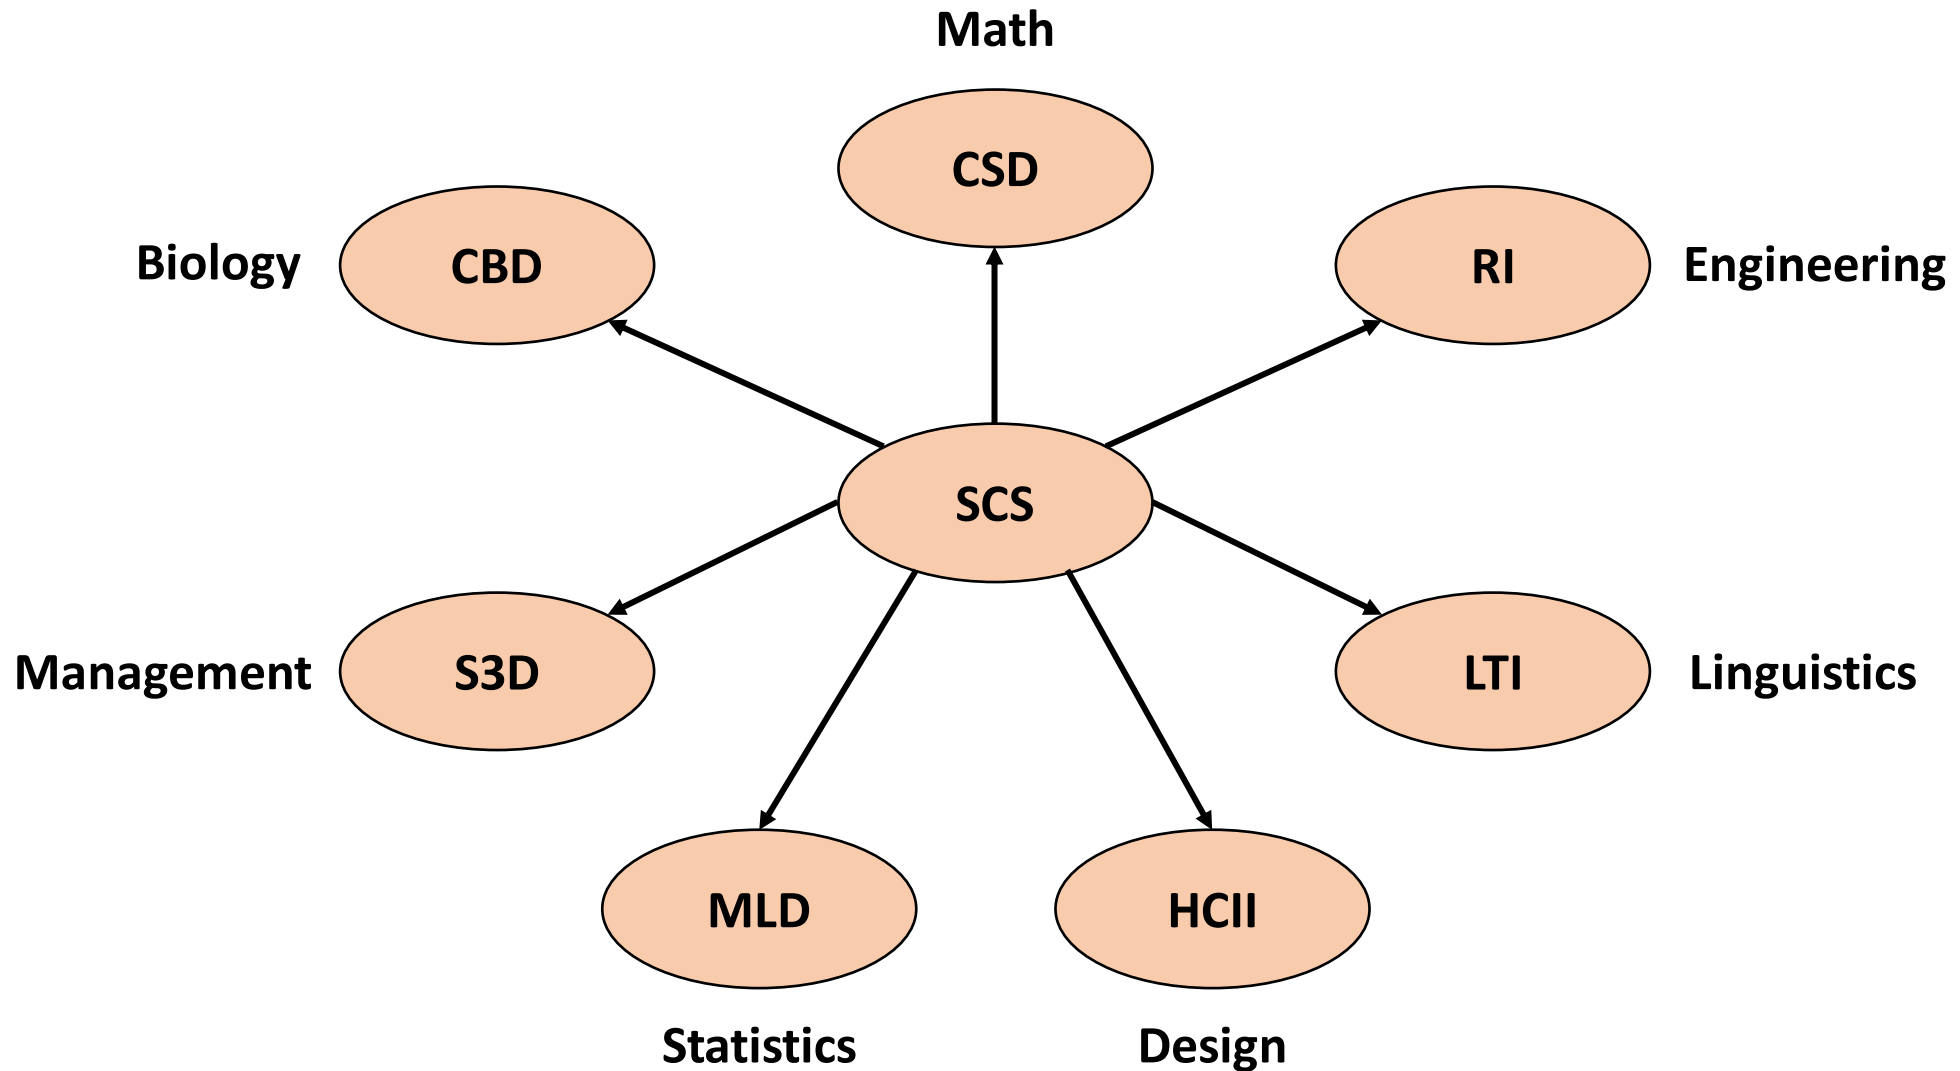 Math
CSD
Biology
CBD
RI
Engineering
SCS
Management
S3D
LTI
Linguistics
MLD
HCII
Statistics
Design